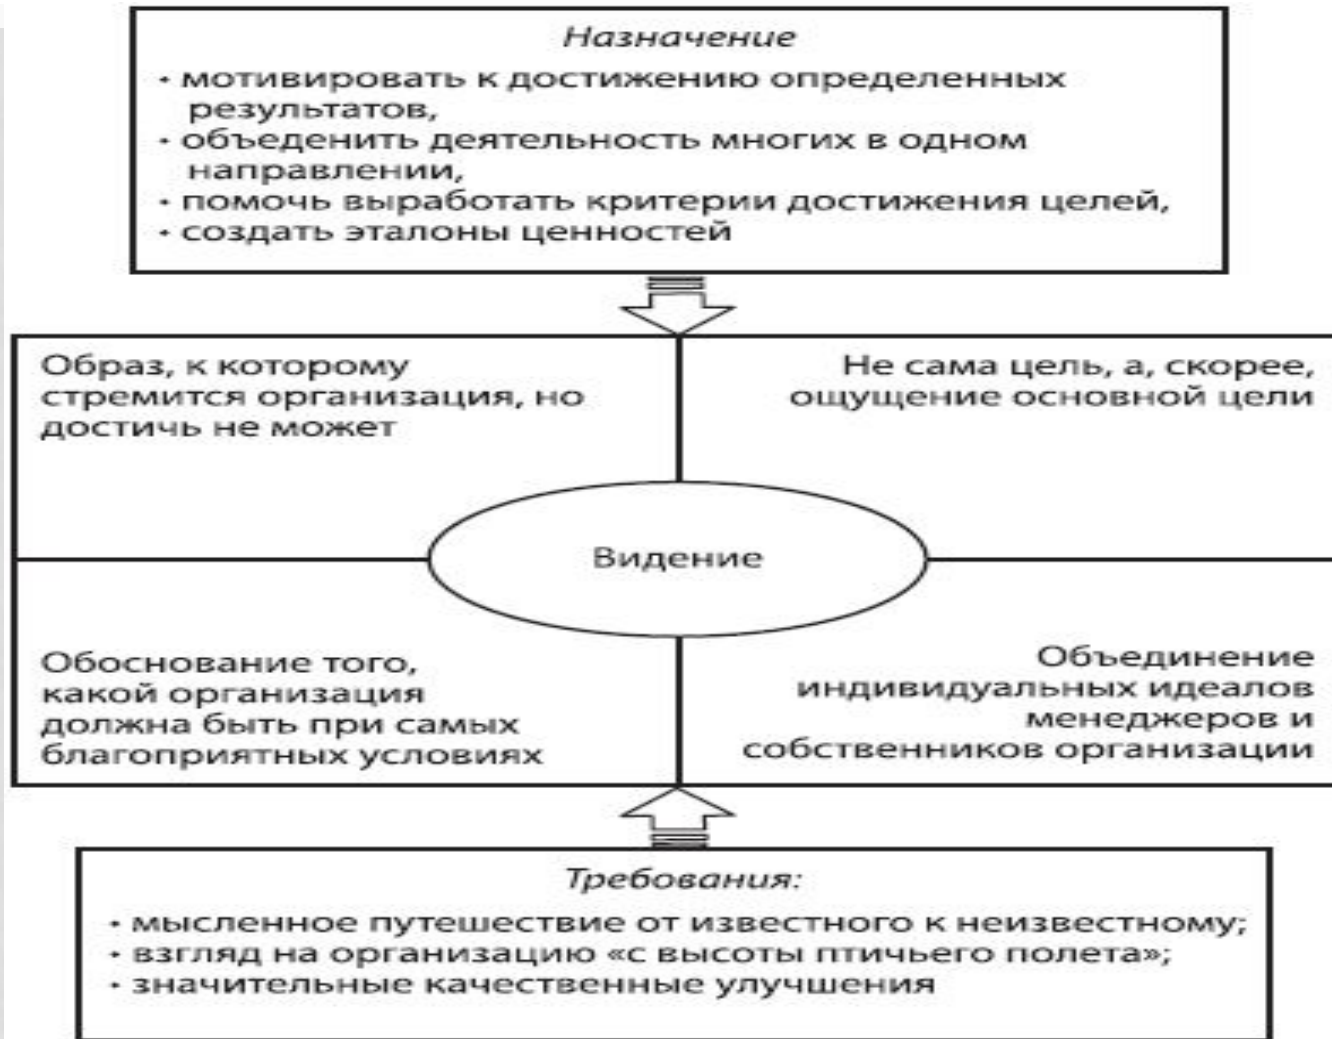 Назначение
• мотивировать к достижению определенных
результатов,
• объеденить деятельность многих в одном
направлении,
• помочь выработать критерии достижения целей,
• создать эталоны ценностей
Образ, к которому
стремится организация, но
достичь не может
Не сама цель, а, скорее,
ощущение основной цели
Видение
Обоснование того,
какой организация
должна быть при самых
благоприятных условиях
Объединение
индивидуальных идеалов
менеджеров и
собственников организации
Требования:
• мысленное путешествие от известного к неизвестному;
• взгляд на организацию «с высоты птичьего полета»;
• значительные качественные улучшения